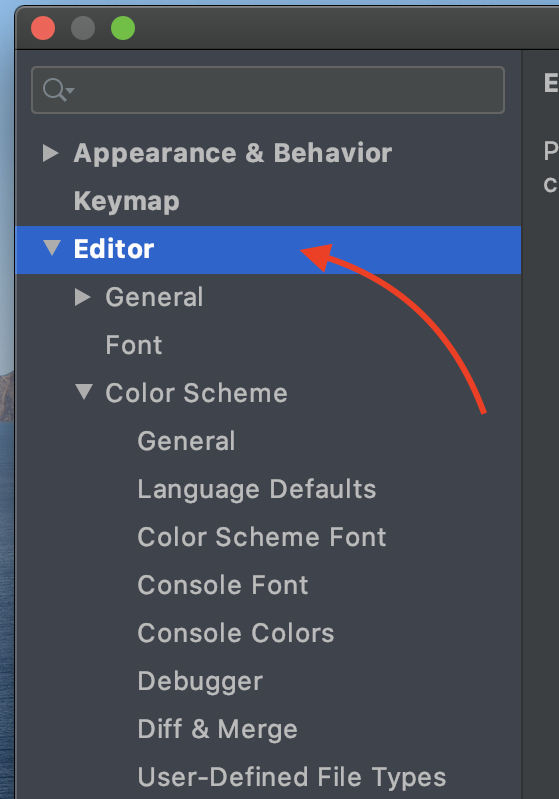 Appearance & Behavior
Keymap
Editor
General
Font
Color Scheme
General
Language Defaults
Color Scheme Font
Console Font
Console Colors
Debugger
Diff & Merge
User-Defined File Types